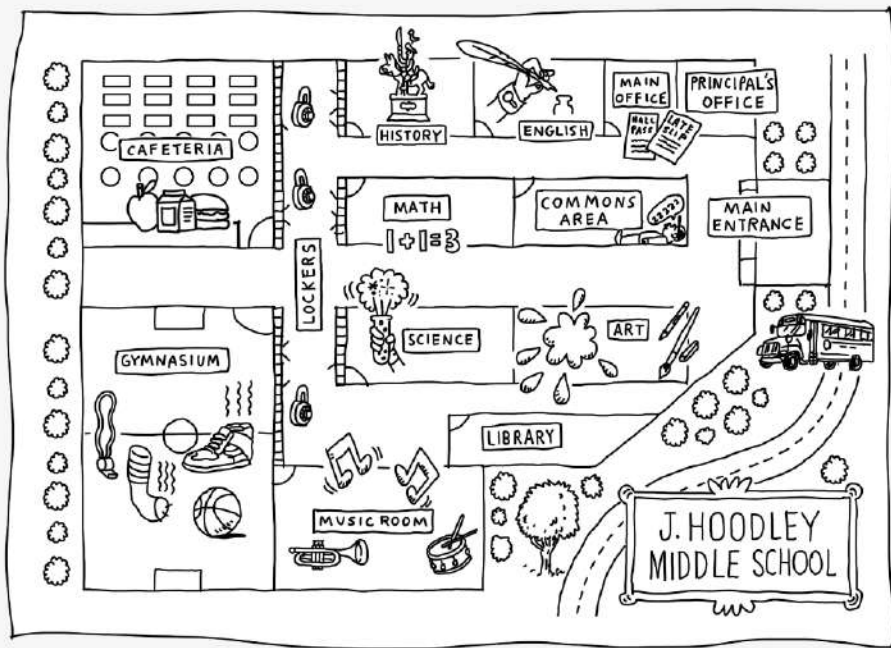 MAIN
OFFICE
PRINCIPAL'S
OFFICE
HISTORY
ENGLISH
HALL
PASS
LATE
SLIP
CAFETERIA
MATH
1+1=3
COMMONS
AREA
MAIN
ENTRANCE
LOCKERS
GYMNASIUM
SCIENCE
ART
LIBRARY
MUSIC ROOM
J. HOODLEY
MIDDLE SCHOOL